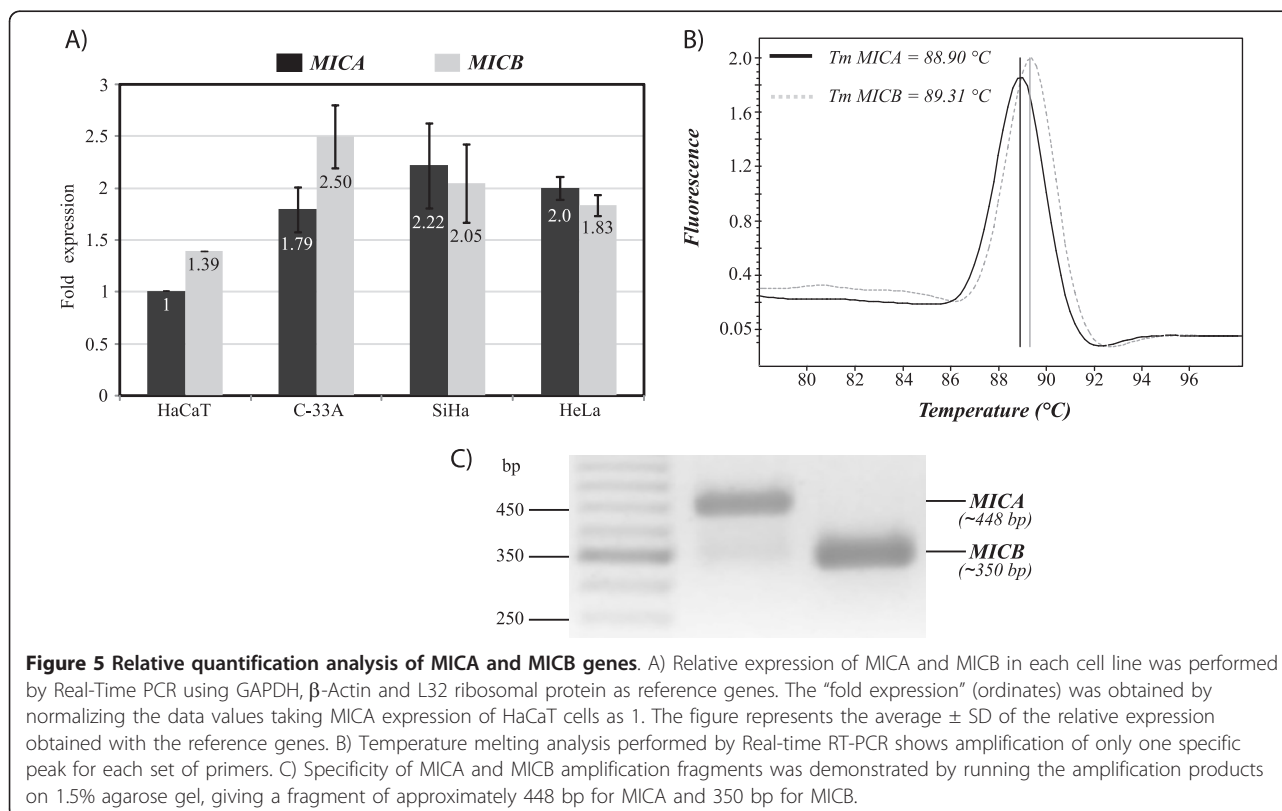 A)
MICA MICB
3
2.5
2
1.5
1
0.5
0
Fold expression
1 1.39
1.79 2.50
2.22 2.05
2.0 1.83
HaCaT C-33A SiHa HeLa
B)
Tm MICA = 88.90 °C
Tm MICB = 89.31 °C
2.0
1.6
1.2
0.8
0.4
0.05
Fluorescence
80 82 84 86 88 90 92 94 96
Temperature (°C)
C)
bp
450
350
250
MICA
(~448 bp)
MICB
(~350 bp)
Figure 5 Relative quantification analysis of MICA and MICB genes. A) Relative expression of MICA and MICB in each cell line was performed
by Real-Time PCR using GAPDH, β-Actin and L32 ribosomal protein as reference genes. The “fold expression” (ordinates) was obtained by
normalizing the data values taking MICA expression of HaCaT cells as 1. The figure represents the average ± SD of the relative expression
obtained with the reference genes. B) Temperature melting analysis performed by Real-time RT-PCR shows amplification of only one specific
peak for each set of primers. C) Specificity of MICA and MICB amplification fragments was demonstrated by running the amplification products
on 1.5% agarose gel, giving a fragment of approximately 448 bp for MICA and 350 bp for MICB.